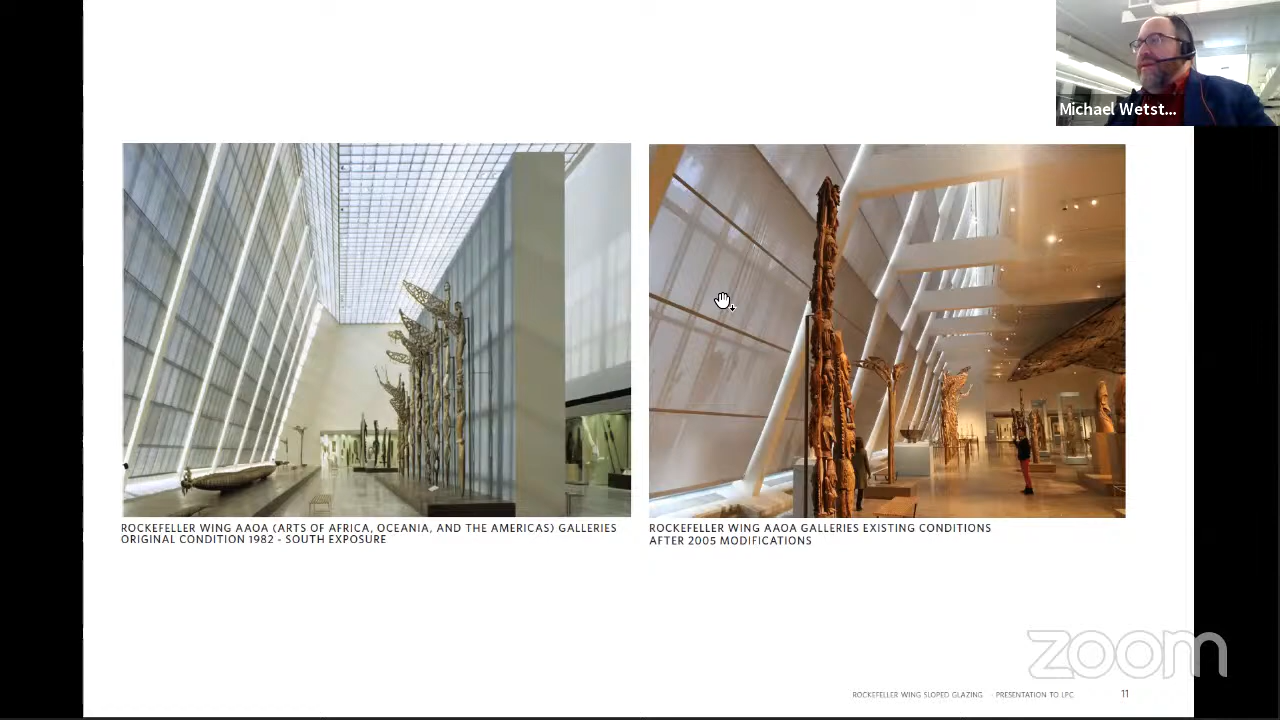 Michael Wetst...
ROCKEFELLER WING AAOA (ARTS OF AFRICA, OCEANIA, AND THE AMERICAS) GALLERIES
ORIGINAL CONDITION 1982 - SOUTH EXPOSURE
ROCKEFELLER WING AAOA GALLERIES EXISTING CONDITIONS
AFTER 2005 MODIFICATIONS
zoom
ROCKEFELLER WING SLOPED GLAZING · PRESENTATION TO LPC 11